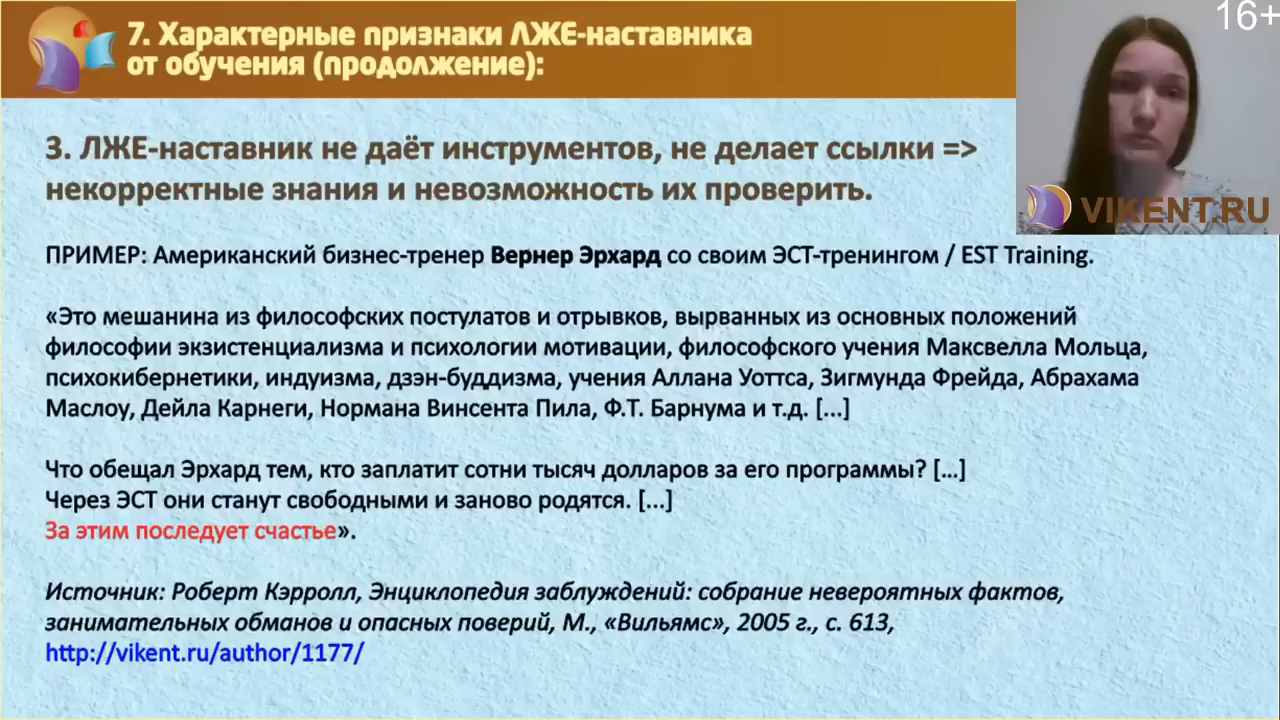 7. Характерные признаки ЛЖЕ-наставника
от обучения (продолжение):
16+
VIKENT.RU
3. ЛЖЕ-наставник не даёт инструментов, не делает ссылки =>
некорректные знания и невозможность их проверить.
ПРИМЕР: Американский бизнес-тренер Вернер Эрхард со своим ЭСТ-тренингом / EST Training.
«Это мешанина из философских постулатов и отрывков, вырванных из основных положений
философии экзистенциализма и психологии мотивации, философского учения Максвелла Мольца,
психокибернетики, индуизма, дзэн-буддизма, учения Аллана Уоттса, Зигмунда Фрейда, Абрахама
Маслоу, Дейла Карнеги, Нормана Винсента Пила, Ф.Т. Барнума и т.д. [...]
Что обещал Эрхард тем, кто заплатит сотни тысяч долларов за его программы? [...]
Через ЭСТ они станут свободными и заново родятся. [...]
За этим последует счастье».
Источник: Роберт Кэрролл, Энциклопедия заблуждений: собрание невероятных фактов,
занимательных обманов и опасных поверий, М., «Вильямс», 2005 г., с. 613,
http://vikent.ru/author/1177/